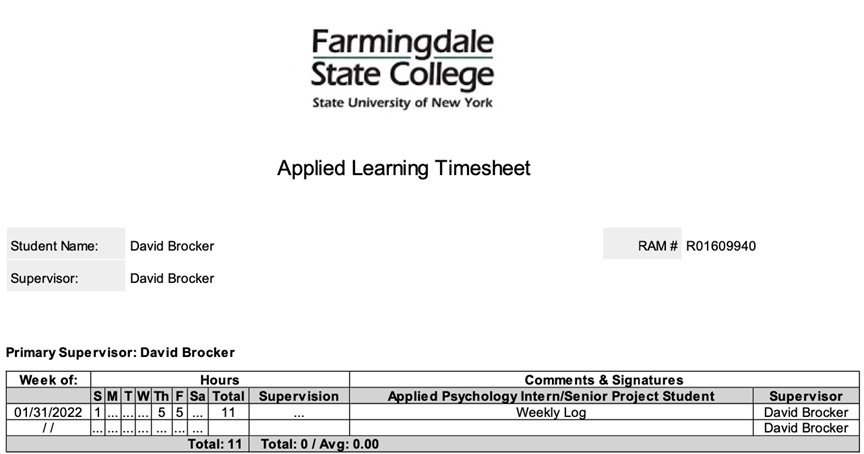 Farmingdale
State College
State University of New York
Applied Learning Timesheet
Student Name: David Brocker RAM # R01609940
Supervisor: David Brocker
Primary Supervisor: David Brocker
Week of: Hours Comments & Signatures
S M T W Th F Sa Total Supervision Applied Psychology Intern/Senior Project Student Supervisor
01/31/2022 1 ... ... ... 5 5 ... 11 ... Weekly Log David Brocker
/ / ... ... ... ... ... ... ... David Brocker
Total: 11 Total: 0 / Avg: 0.00